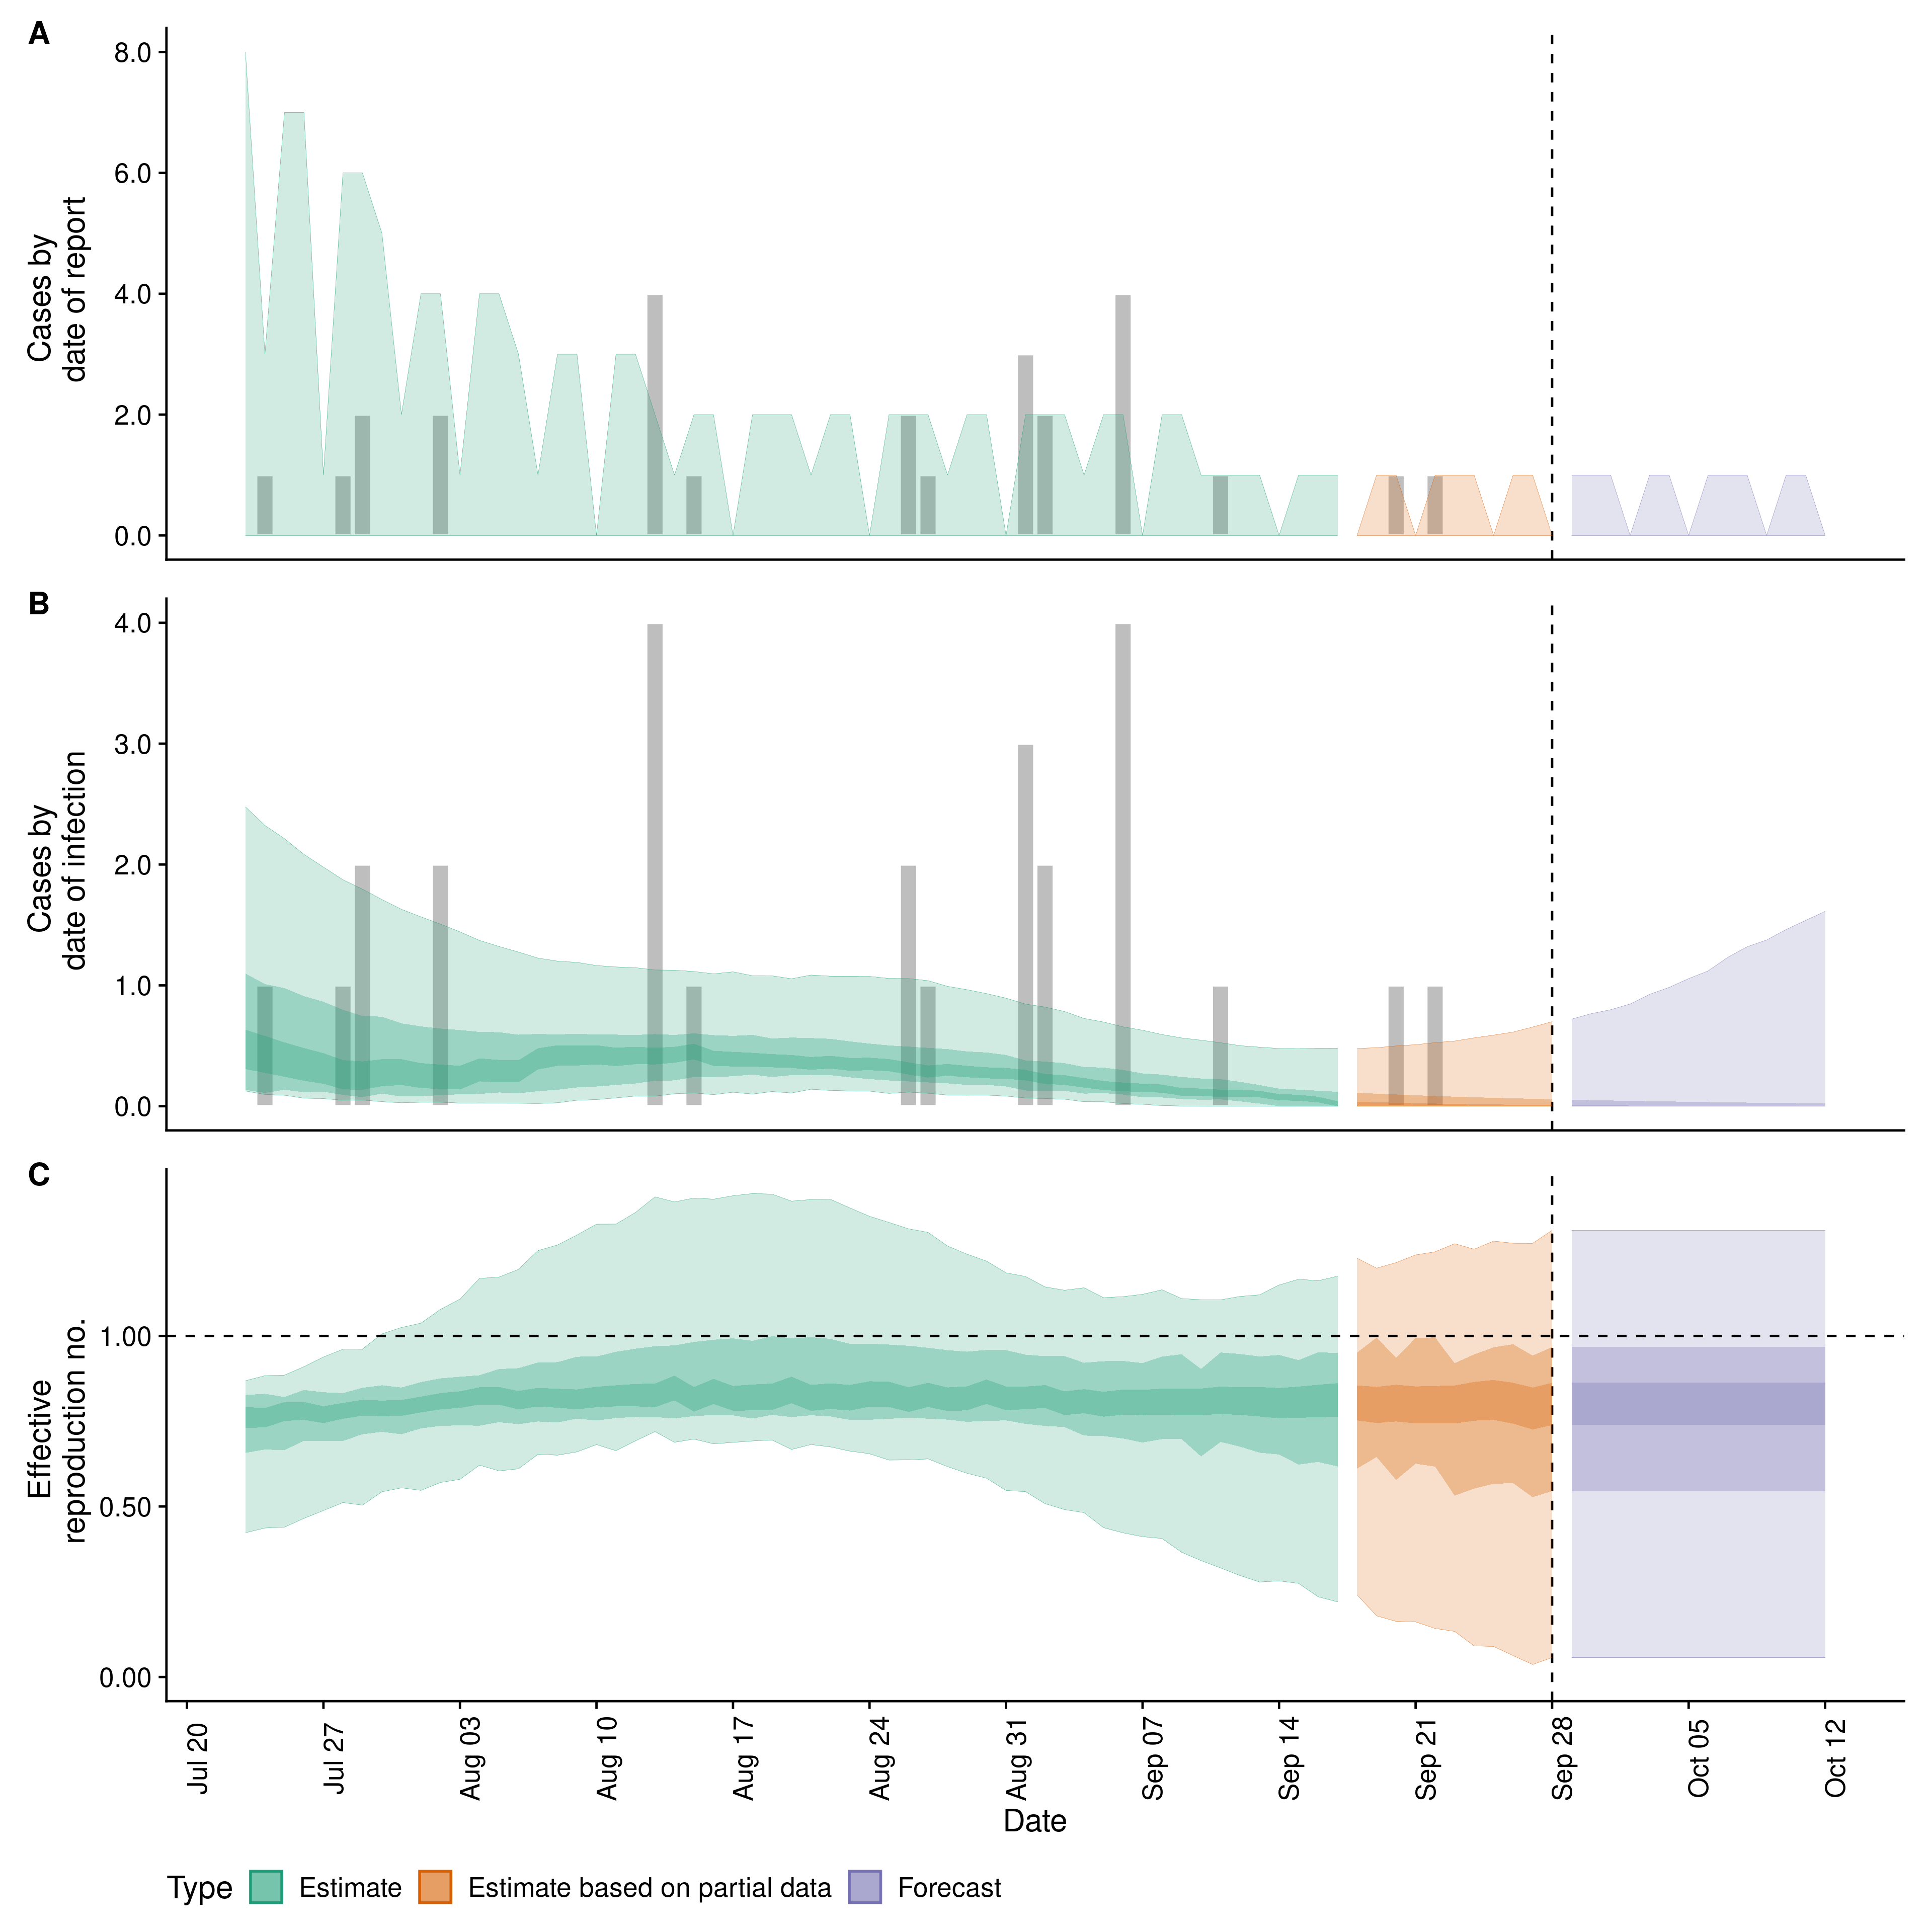 A
8.0
6.0
4.0
2.0
0.0
Cases by
date of report
B
4.0
3.0
2.0
1.0
0.0
Cases by
date of infection
C
1.00
0.50
0.00
Effective
reproduction no.
Jul 20
Jul 27
Aug 03
Aug 10
Aug 17
Aug 24
Aug 31
Sep 07
Sep 14
Sep 21
Sep 28
Oct 05
Oct 12
Date
Type Estimate Estimate based on partial data Forecast